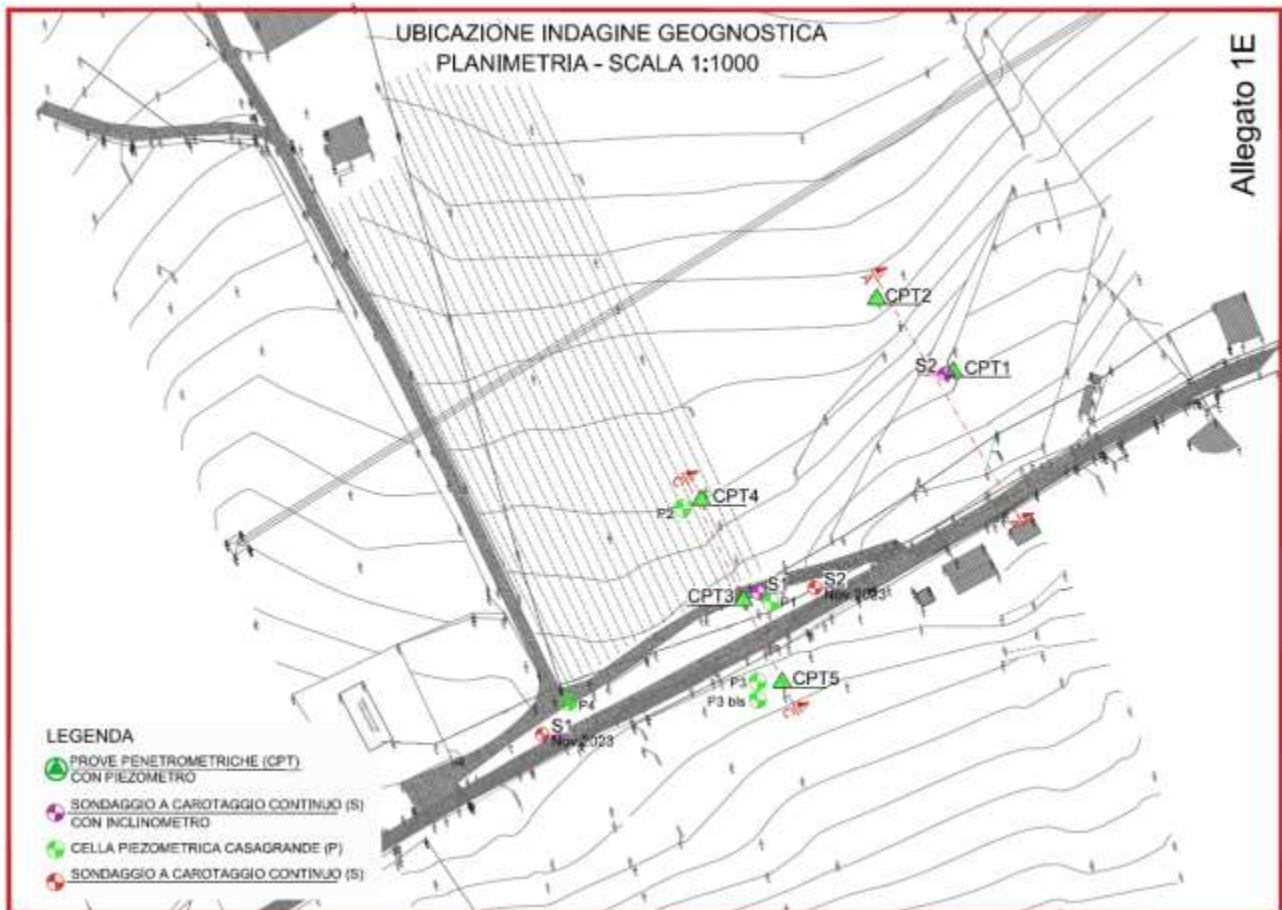 UBICAZIONE INDAGINE GEOGNOSTICA
PLANIMETRIA - SCALA 1:1000
Allegato 1E
CPT2
S2
CPT1
CPT4
P2
S1
S2
Nov 2023
CPT3
P1
CPT5
P3
P3 bis
P4
S1
Nov 2023
LEGENDA
PROVE PENETROMETRICHE (CPT)
CON PIEZOMETRO
SONDAGGIO A CAROTAGGIO CONTINUO (S)
CON INCLINOMETRO
CELLA PIEZOMETRICA CASAGRANDE (P)
SONDAGGIO A CAROTAGGIO CONTINUO (S)